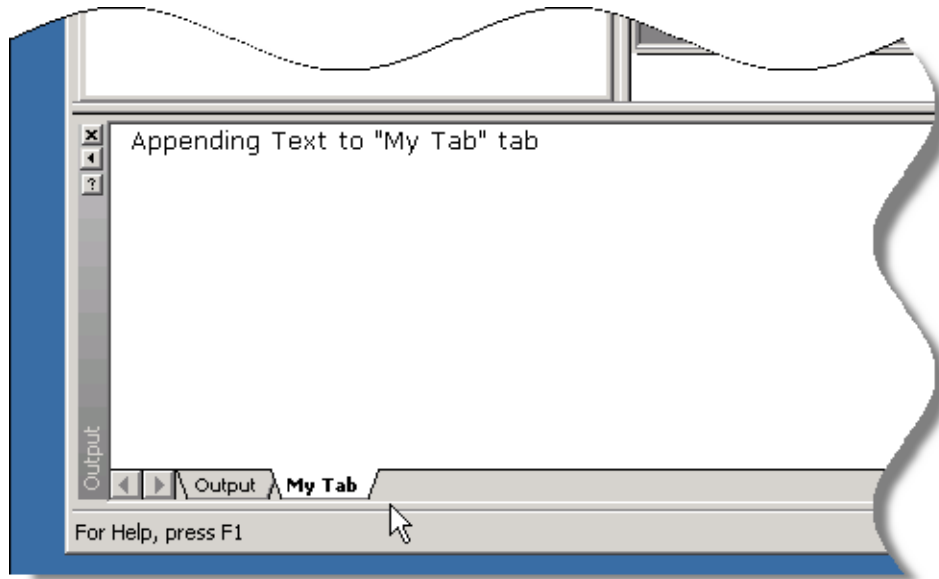 Appending Text to "My Tab" tab
?
Output
Output My Tab
For Help, press F1